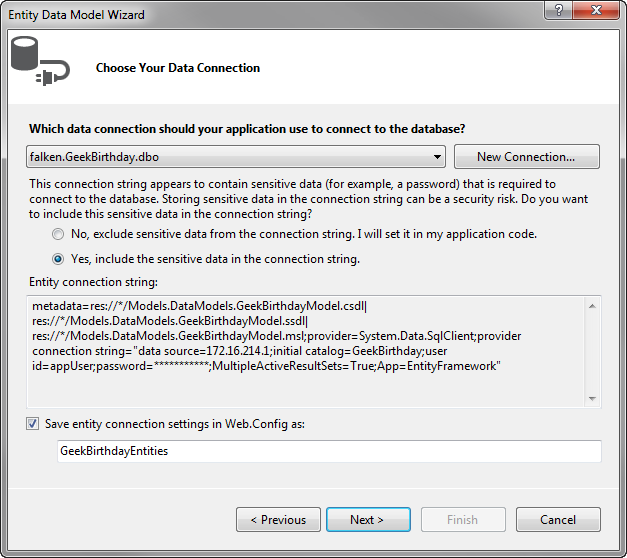 Entity Data Model Wizard
?
Choose Your Data Connection
Which data connection should your application use to connect to the database?
falken.GeekBirthday.dbo
New Connection...
This connection string appears to contain sensitive data (for example, a password) that is required to
connect to the database. Storing sensitive data in the connection string can be a security risk. Do you want
to include this sensitive data in the connection string?
No, exclude sensitive data from the connection string. I will set it in my application code.
Yes, include the sensitive data in the connection string.
Entity connection string:
metadata=res://*/Models.DataModels.GeekBirthdayModel.csdl|
res://*/Models.DataModels.GeekBirthdayModel.ssdl|
res://*/Models.DataModels.GeekBirthdayModel.msl;provider=System.Data.SqlClient;provider
connection string="data source=172.16.214.1;initial catalog=GeekBirthday;user
id=appUser;password=***********;MultipleActiveResultSets=True;App=EntityFramework"
Save entity connection settings in Web.Config as:
GeekBirthdayEntities
< Previous
Next >
Finish
Cancel